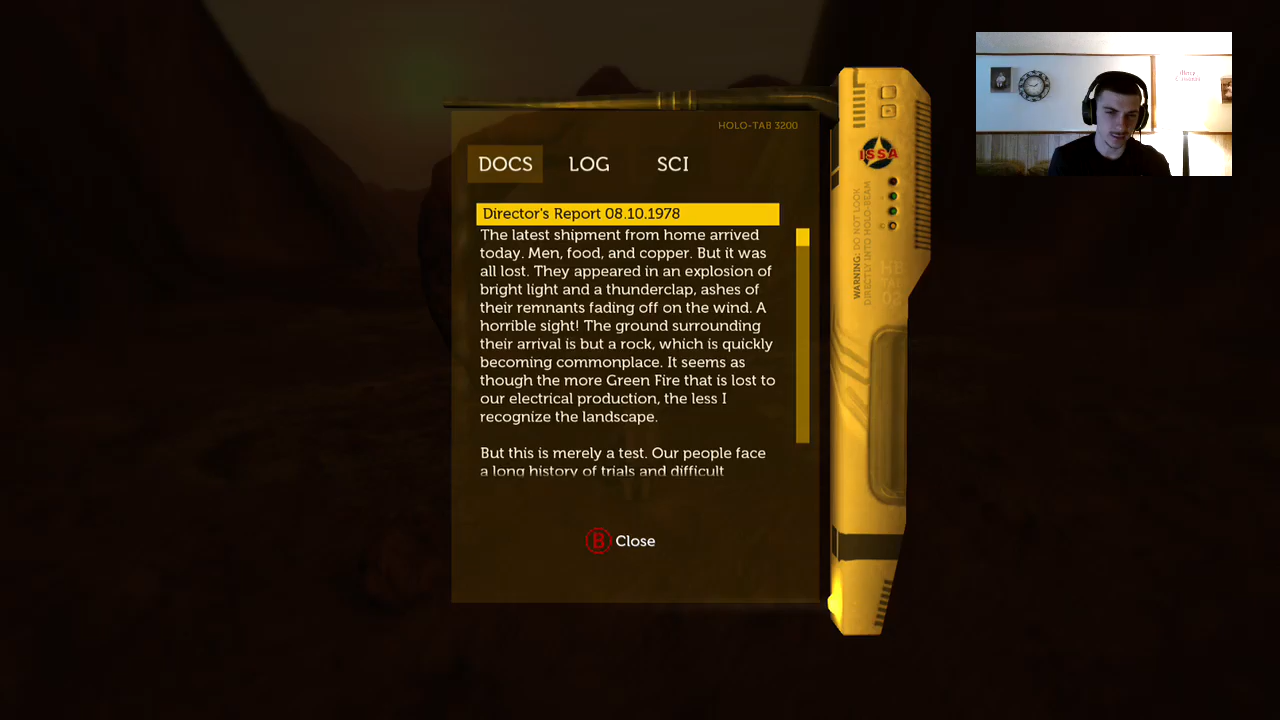 HOLO-TAB 3200
DOCS LOG SCI
Director's Report 08.10.1978
The latest shipment from home arrived
today. Men, food, and copper. But it was
all lost. They appeared in an explosion of
bright light and a thunderclap, ashes of
their remnants fading off on the wind. A
horrible sight! The ground surrounding
their arrival is but a rock, which is quickly
becoming commonplace. It seems as
though the more Green Fire that is lost to
our electrical production, the less I
recognize the landscape.
But this is merely a test. Our people face
a long history of trials and difficult
B Close
ISSA
WARNING: DO NOT LOOK
DIRECTLY INTO HOLO-BEAM
HB
TAB
02